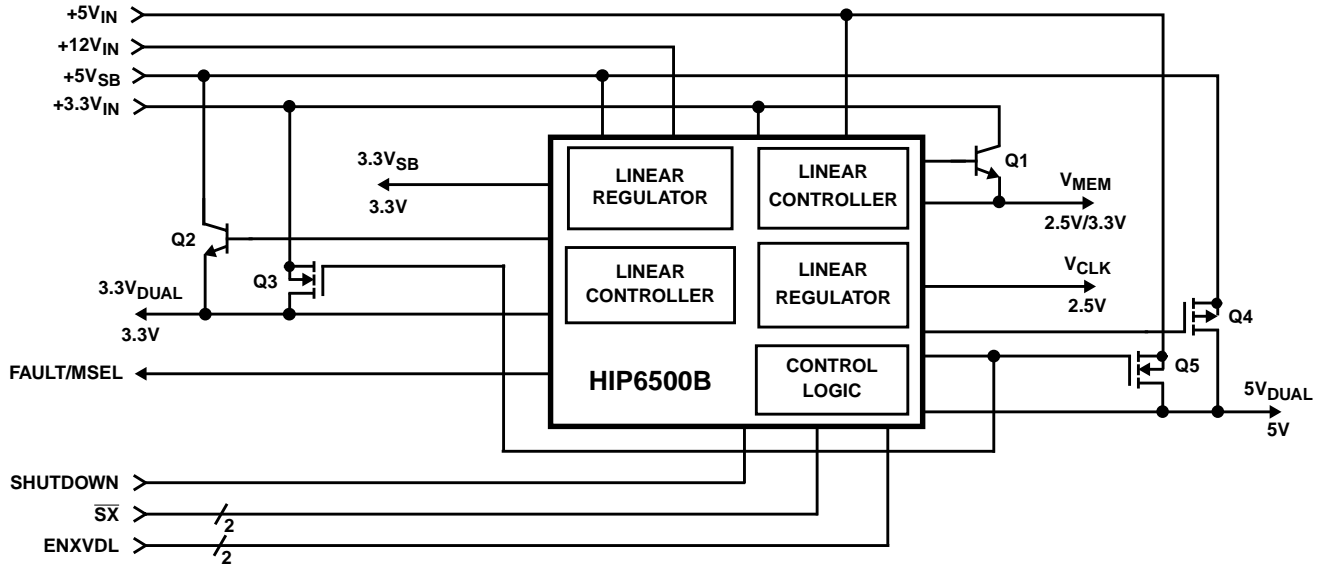 +5VIN
+12VIN
+5VSB
+3.3VIN
3.3VSB
3.3V
LINEAR
REGULATOR
LINEAR
CONTROLLER
Q1
VMEM
2.5V/3.3V
Q2
Q3
LINEAR
CONTROLLER
LINEAR
REGULATOR
VCLK
2.5V
3.3VDUAL
3.3V
Q4
FAULT/MSEL
HIP6500B
CONTROL
LOGIC
Q5
5VDUAL
5V
SHUTDOWN
SX
2
ENXVDL
2